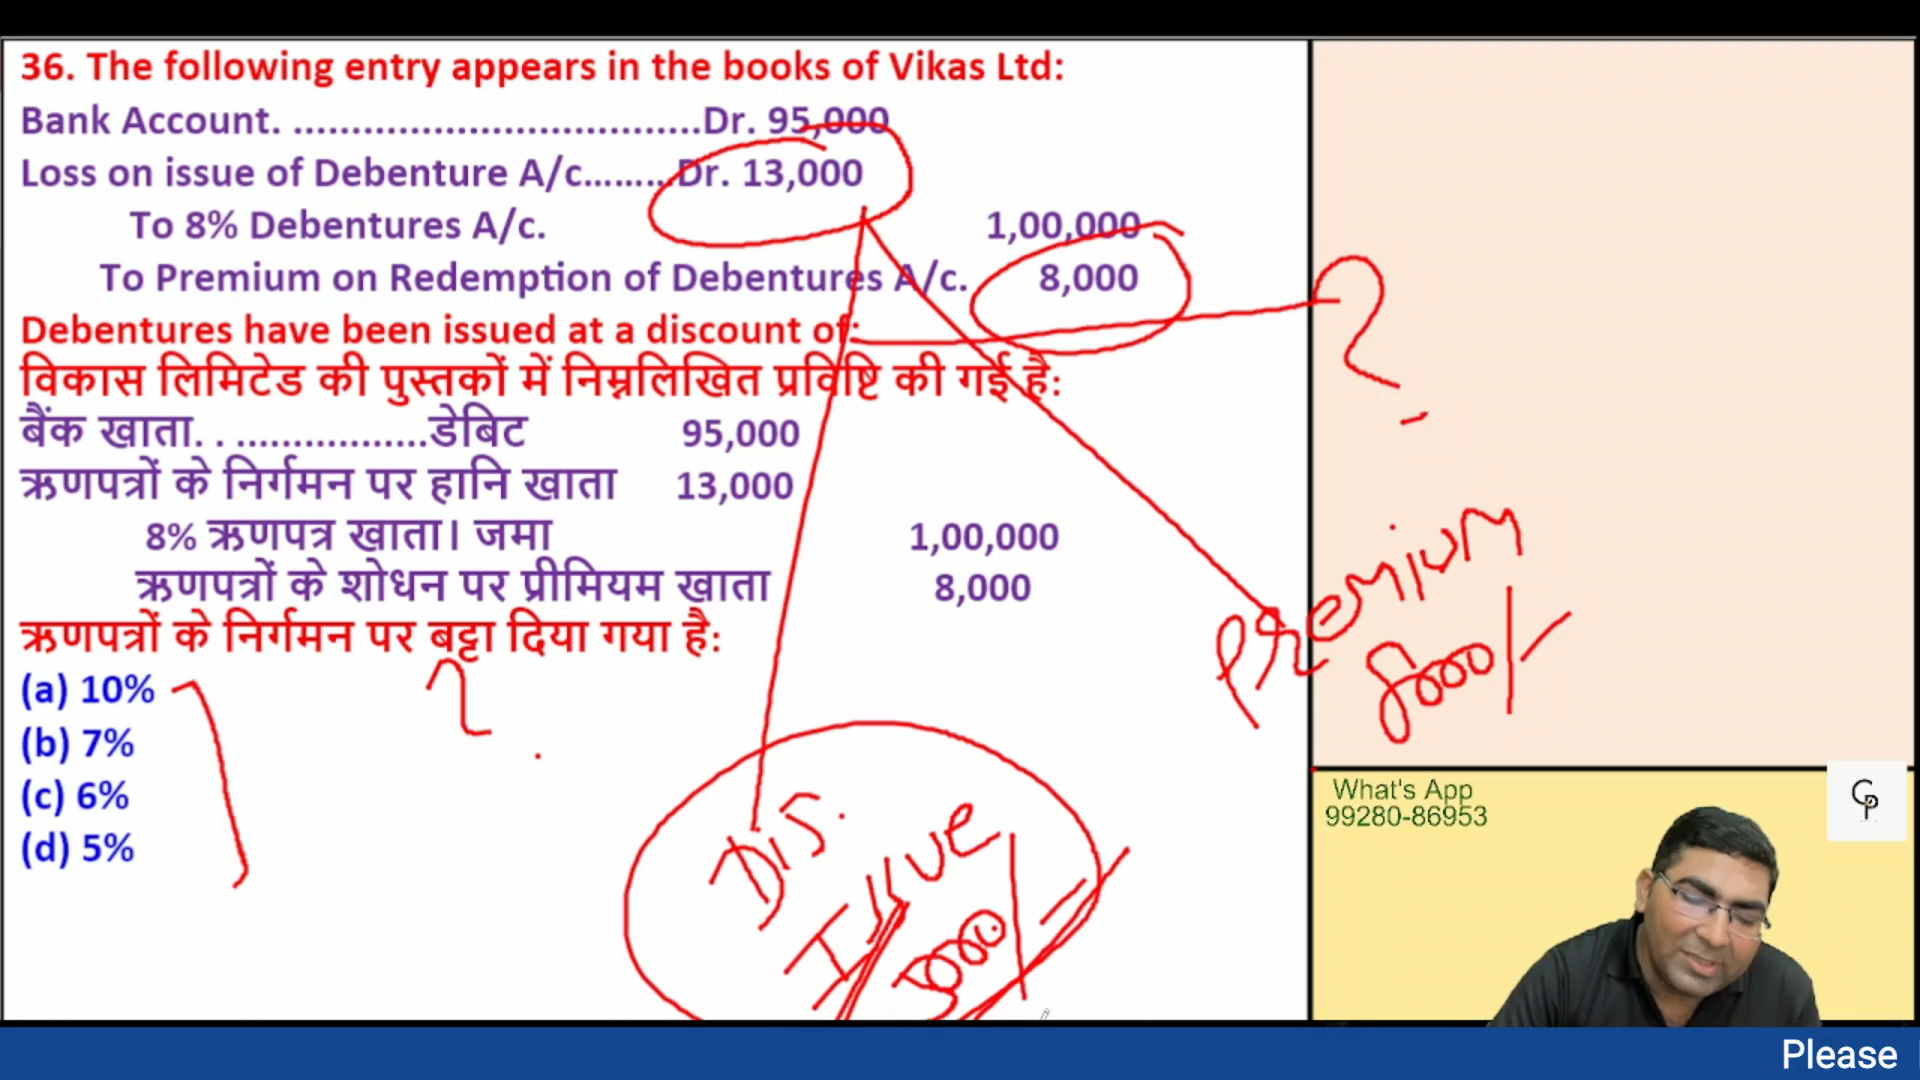 36. The following entry appears in the books of Vikas Ltd:
Bank Account. ...................................Dr. 95,000
Loss on issue of Debenture A/c.........Dr. 13,000
To 8% Debentures A/c. 1,00,000
To Premium on Redemption of Debentures A/c. 8,000
Debentures have been issued at a discount of:
विकास लिमिटेड की पुस्तकों में निम्नलिखित प्रविष्टि की गई है:
बैंक खाता. . .................डेबिट 95,000
ऋणपत्रों के निर्गमन पर हानि खाता 13,000
8% ऋणपत्र खाता। जमा 1,00,000
ऋणपत्रों के शोधन पर प्रीमियम खाता 8,000
ऋणपत्रों के निर्गमन पर बट्टा दिया गया है:
(a) 10%
(b) 7%
(c) 6%
(d) 5%
?
Premium
8000/-
Dis.
Issue
5000/-
What's App
99280-86953
CP
Please